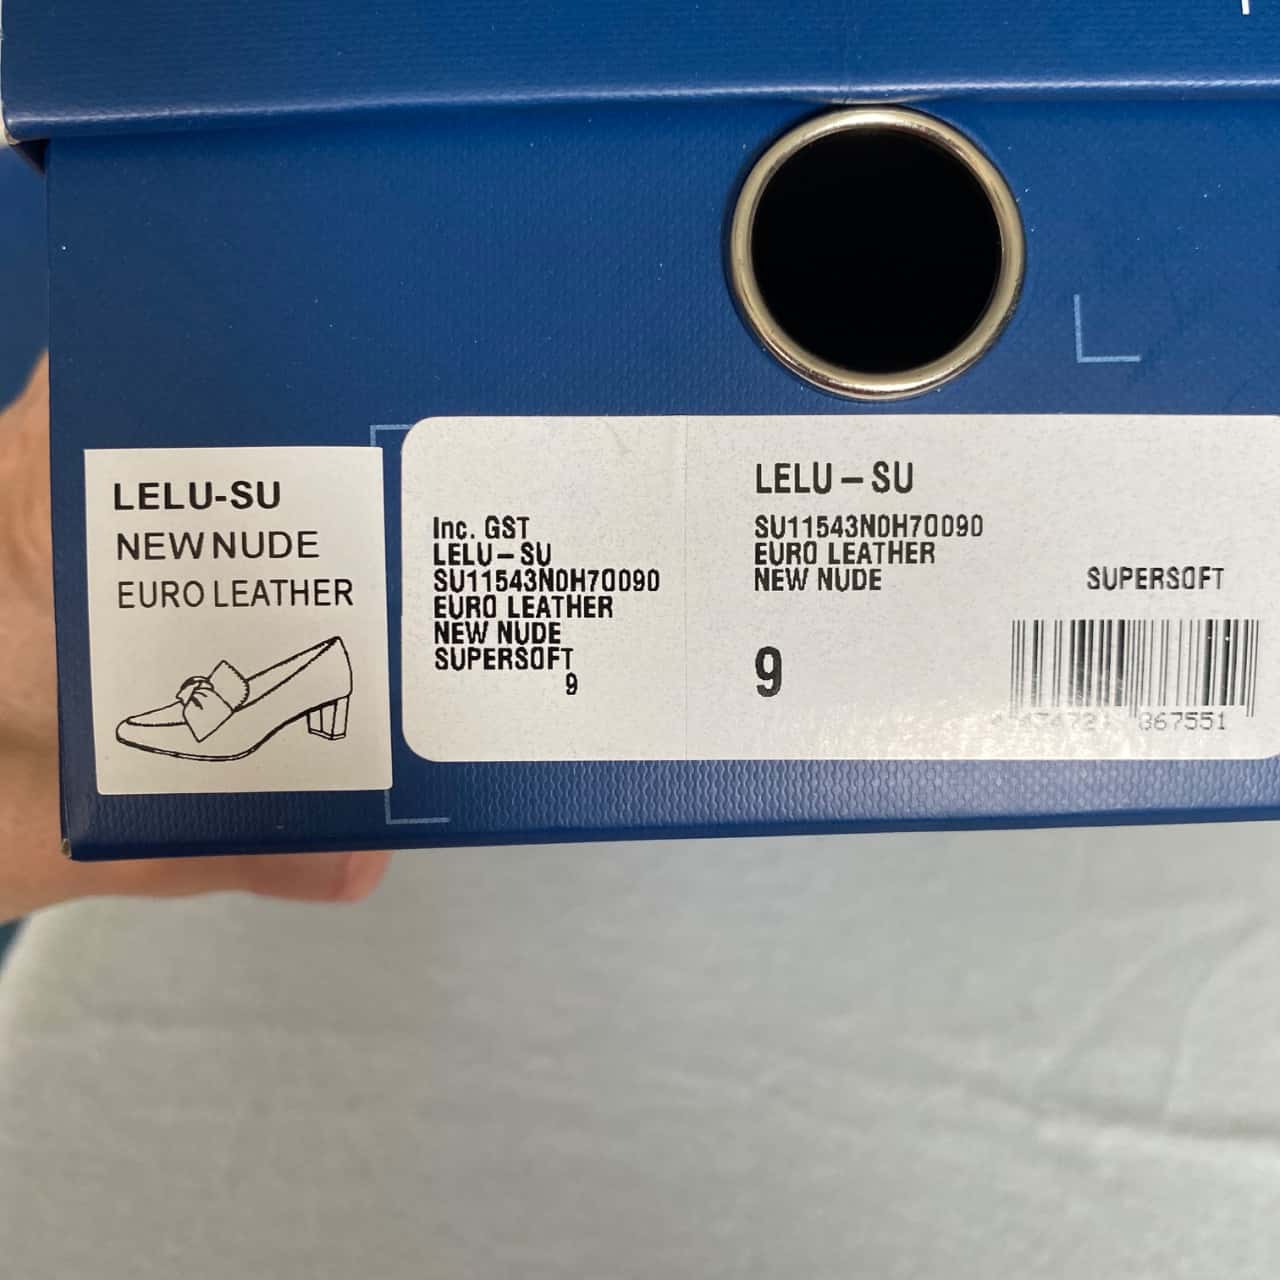 LELU-SU
NEW NUDE
EURO LEATHER
Inc. GST
LELU-SU
SU11543N0H70090
EURO LEATHER
NEW NUDE
SUPERSOFT
9
LELU-SU
SU11543N0H70090
EURO LEATHER
NEW NUDE
9
SUPERSOFT
867551